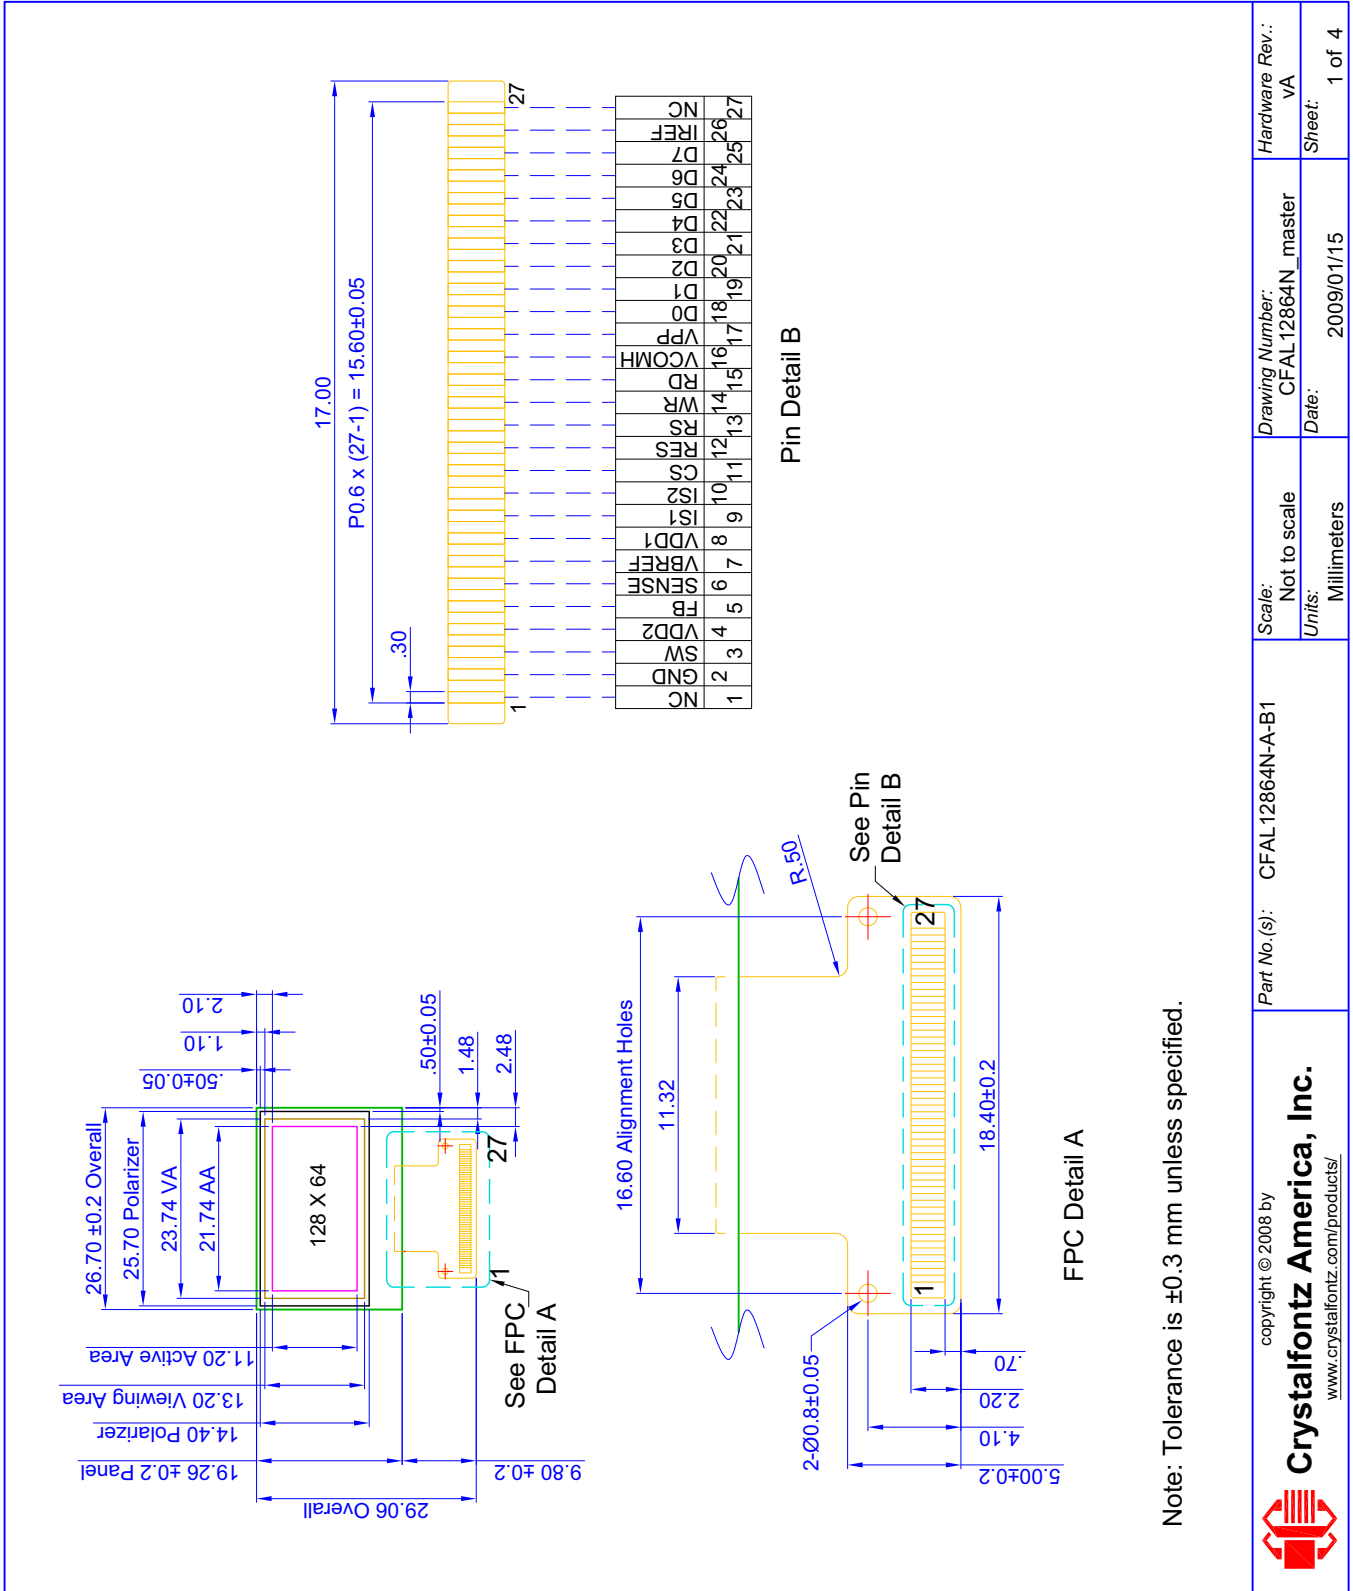 26.70 ±0.2 Overall
25.70 Polarizer
23.74 VA
21.74 AA
128 X 64
.50±0.05
1.10
2.10
.50±0.05
1.48
2.48
11.20 Active Area
13.20 Viewing Area
14.40 Polarizer
19.26 ±0.2 Panel
9.80 ±0.2
29.06 Overall
1
27
See FPC
Detail A
17.00
P0.6 x (27-1) = 15.60±0.05
.30
1
27
NC 1
GND 2
SW 3
VDD2 4
FB 5
SENSE 6
VBREF 7
VDD1 8
IS1 9
IS2 10
CS 11
RES 12
RS 13
WR 14
RD 15
VCOMH 16
VPP 17
D0 18
D1 19
D2 20
D3 21
D4 22
D5 23
D6 24
D7 25
IREF 26
NC 27
Pin Detail B
16.60 Alignment Holes
11.32
R.50
See Pin
Detail B
2-Ø0.8±0.05
1
27
18.40±0.2
.70
2.20
4.10
5.00±0.2
FPC Detail A
Note: Tolerance is ±0.3 mm unless specified.
copyright © 2008 by
Crystalfontz America, Inc.
www.crystalfontz.com/products/
Part No.(s): CFAL12864N-A-B1
Scale:
Not to scale
Units:
Millimeters
Drawing Number:
CFAL12864N_master
Date:
2009/01/15
Hardware Rev.:
vA
Sheet:
1 of 4